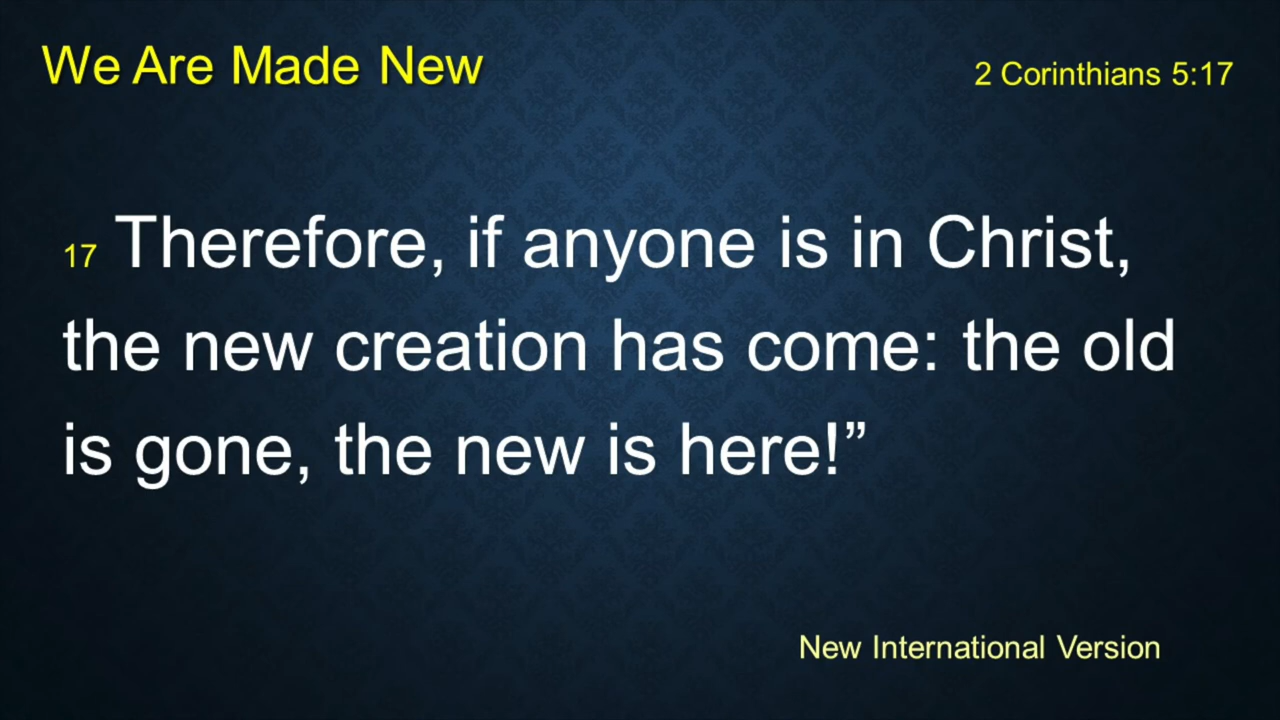 We Are Made New
2 Corinthians 5:17
17 Therefore, if anyone is in Christ,
the new creation has come: the old
is gone, the new is here!”
New International Version